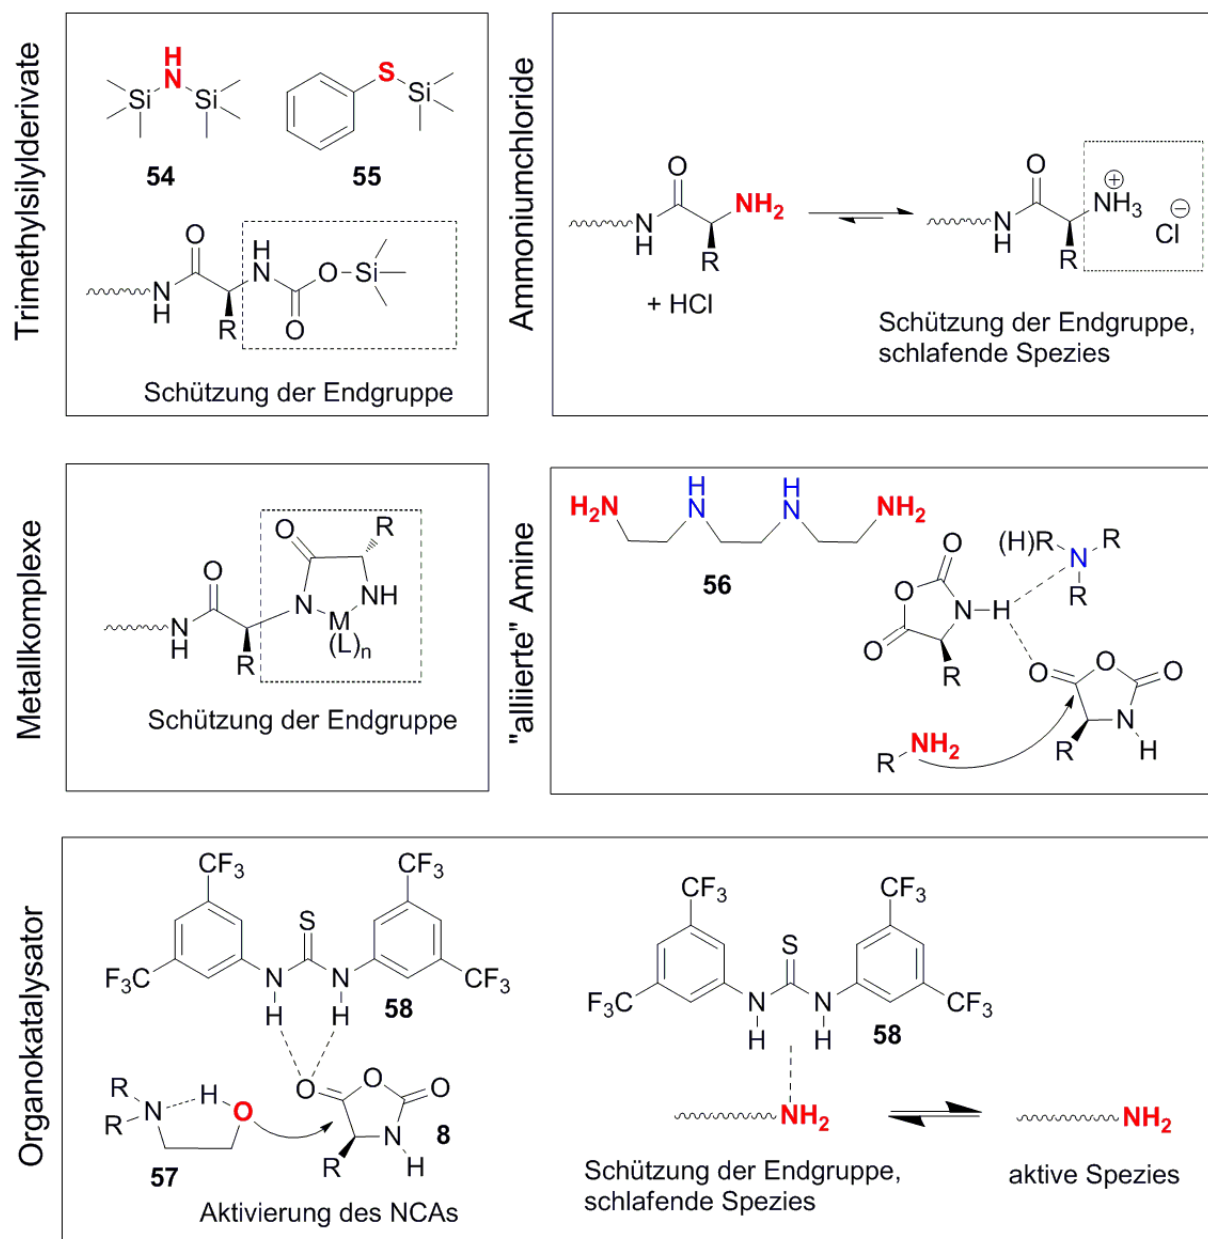 Trimethylsilylderivate
H
N
Si
Si
54
S
Si
55
O
N
H
R
H
N
O
O
Si
Schützung der Endgruppe
Ammoniumchloride
O
N
H
NH2
R
+ HCl
O
N
H
⊕
NH3
R
⊖
Cl
Schützung der Endgruppe,
schlafende Spezies
Metallkomplexe
O
N
H
R
O
R
N
NH
M
(L)n
Schützung der Endgruppe
"alliierte" Amine
H2N
H
N
H
N
NH2
56
O
O
O
N-H
R
(H)R
N
R
R
O
O
O
N
H
R
R
NH2
Organokatalysator
CF3
CF3
F3C
CF3
S
N
H
N
H
58
R
R
N
H
O
57
O
O
O
N
H
R
8
Aktivierung des NCAs
CF3
CF3
F3C
CF3
S
N
H
N
H
58
NH2
NH2
Schützung der Endgruppe,
schlafende Spezies
aktive Spezies